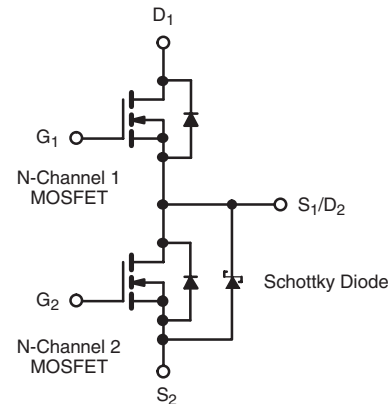 D1
G1
N-Channel 1
MOSFET
S1/D2
Schottky Diode
G2
N-Channel 2
MOSFET
S2